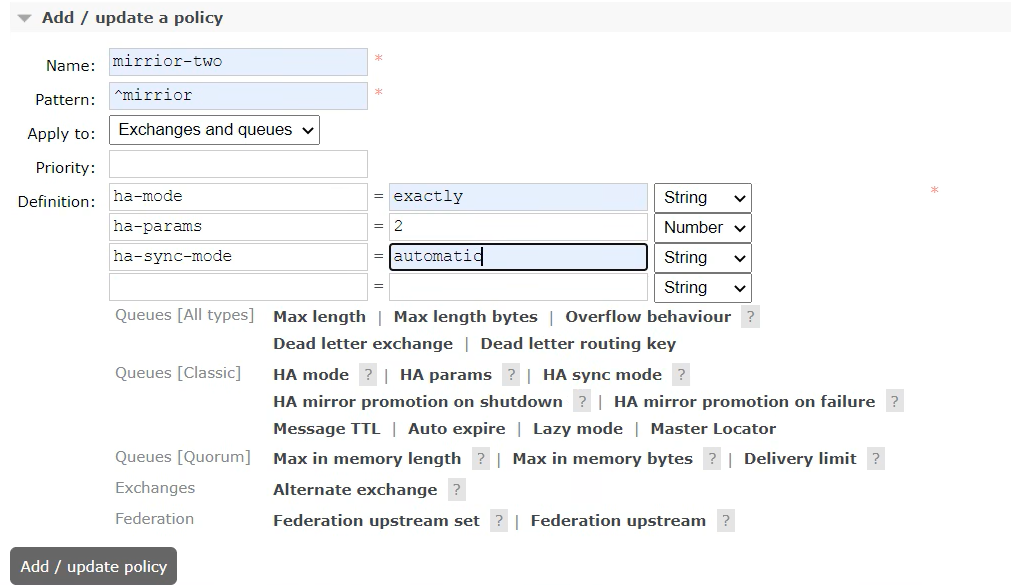 Add / update a policy
Name: mirrior-two *
Pattern: ^mirrior *
Apply to: Exchanges and queues
Priority:
Definition: ha-mode = exactly String *
ha-params = 2 Number
ha-sync-mode = automatic String
= String
Queues [All types] Max length | Max length bytes | Overflow behaviour ?
Dead letter exchange | Dead letter routing key
Queues [Classic] HA mode ? | HA params ? | HA sync mode ?
HA mirror promotion on shutdown ? | HA mirror promotion on failure ?
Message TTL | Auto expire | Lazy mode | Master Locator
Queues [Quorum] Max in memory length ? | Max in memory bytes ? | Delivery limit ?
Exchanges Alternate exchange ?
Federation Federation upstream set ? | Federation upstream ?
Add / update policy